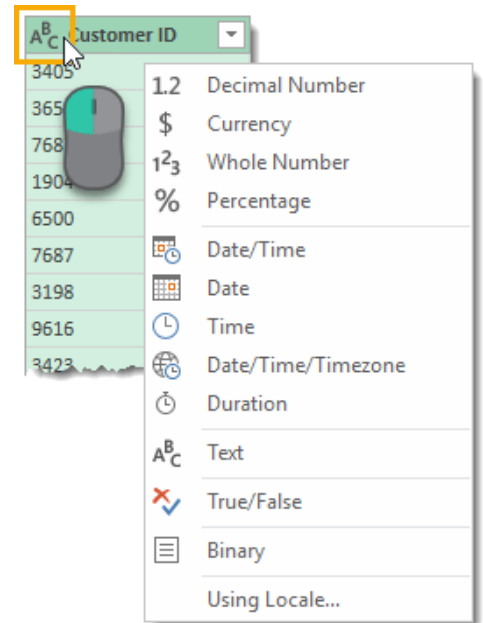 ABC Customer ID
3405
365
768
1904
6500
7687
3198
9616
3423
1.2 Decimal Number
$ Currency
123 Whole Number
% Percentage
Date/Time
Date
Time
Date/Time/Timezone
Duration
ABC Text
True/False
Binary
Using Locale...